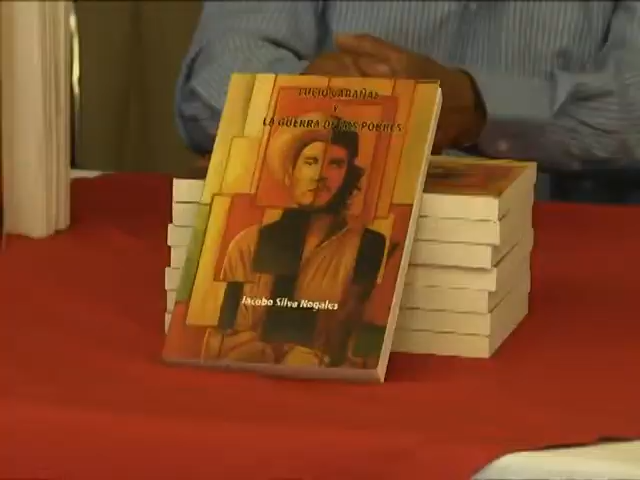 LUCIO CABAÑAS
Y
LA GUERRA DE LOS POBRES
Jacobo Silva Nogales